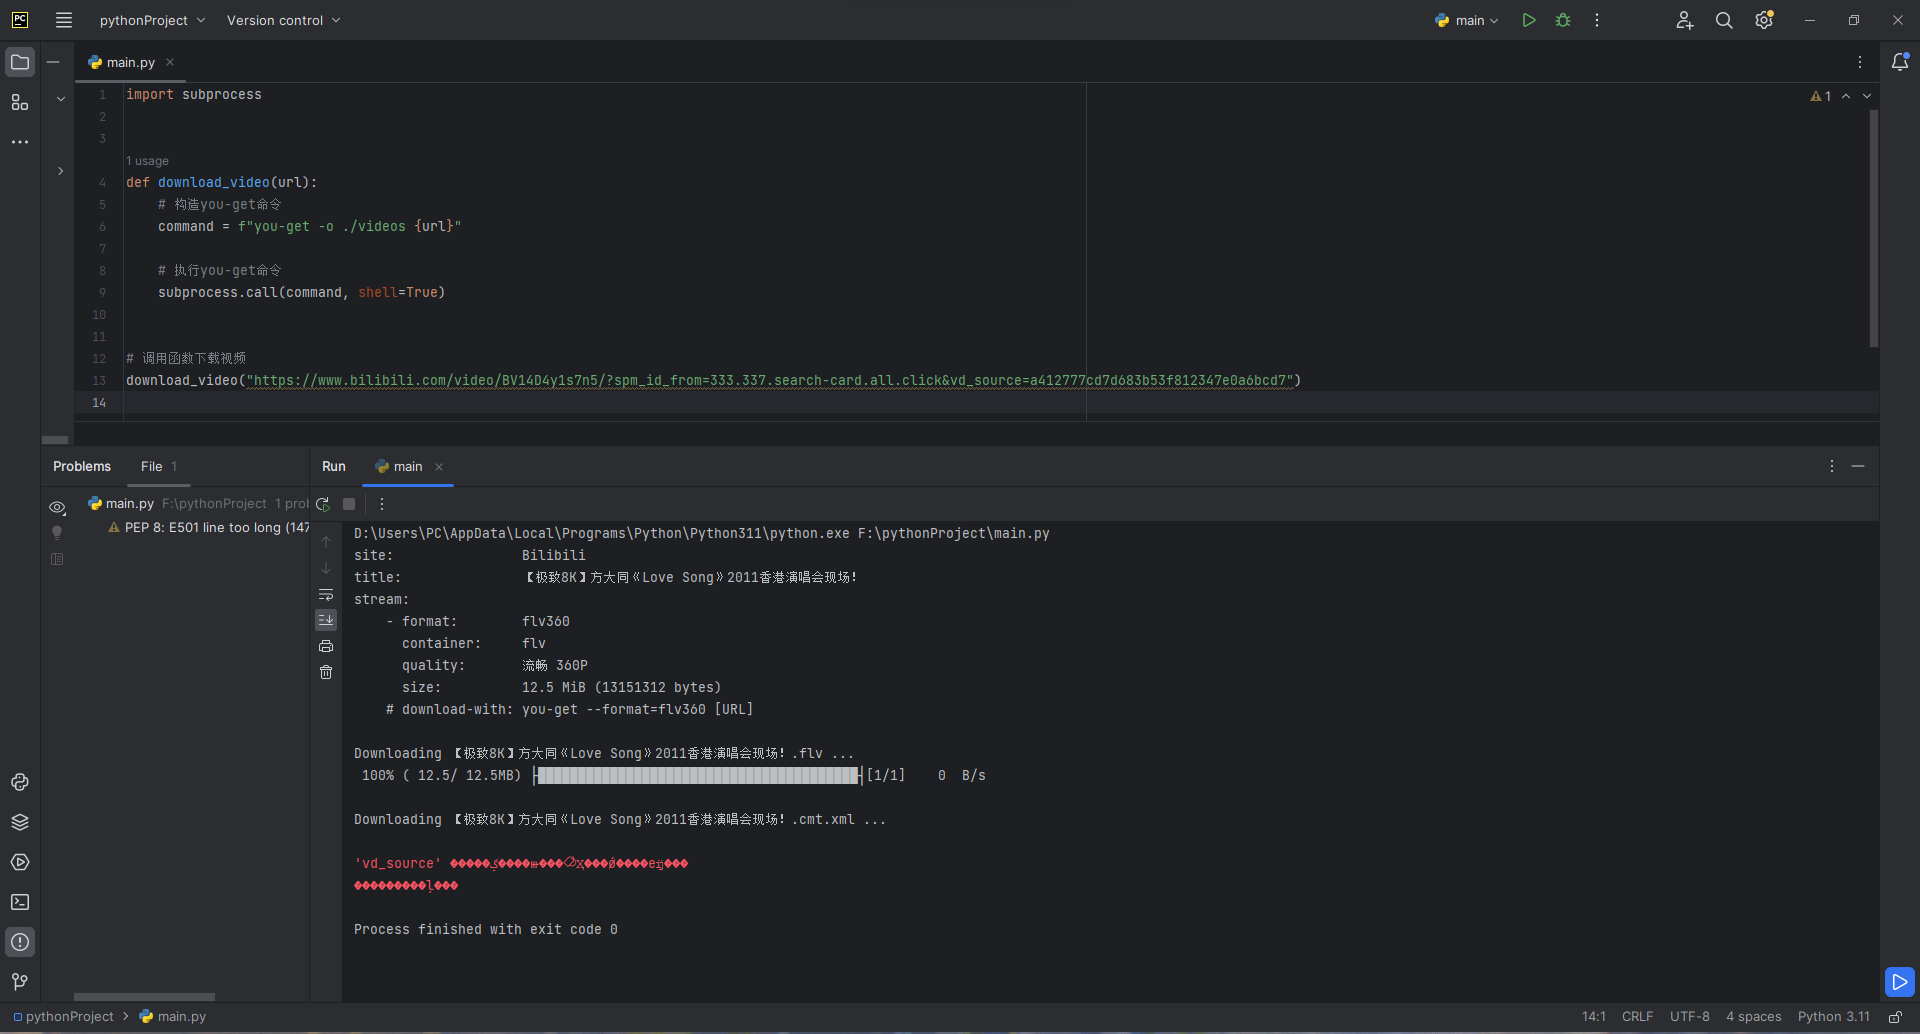 PC pythonProject Version control main
main.py
1 import subprocess
2
3
1 usage
4 def download_video(url):
5 # 构造you-get命令
6 command = f"you-get -o ./videos {url}"
7
8 # 执行you-get命令
9 subprocess.call(command, shell=True)
10
11
12 # 调用函数下载视频
13 download_video("https://www.bilibili.com/video/BV14D4y1s7n5/?spm_id_from=333.337.search-card.all.click&vd_source=a412777cd7d683b53f812347e0a6bcd7")
14
1
Problems File 1
main.py F:\pythonProject 1 prob
PEP 8: E501 line too long (147
Run main
D:\Users\PC\AppData\Local\Programs\Python\Python311\python.exe F:\pythonProject\main.py
site: Bilibili
title: 【极致8K】方大同《Love Song》2011香港演唱会现场！
stream:
- format: flv360
container: flv
quality: 流畅 360P
size: 12.5 MiB (13151312 bytes)
# download-with: you-get --format=flv360 [URL]
Downloading 【极致8K】方大同《Love Song》2011香港演唱会现场！.flv ...
100% ( 12.5/ 12.5MB) ├████████████████████████████████████████┤[1/1] 0 B/s
Downloading 【极致8K】方大同《Love Song》2011香港演唱会现场！.cmt.xml ...
'vd_source'
Process finished with exit code 0
pythonProject > main.py
14:1 CRLF UTF-8 4 spaces Python 3.11